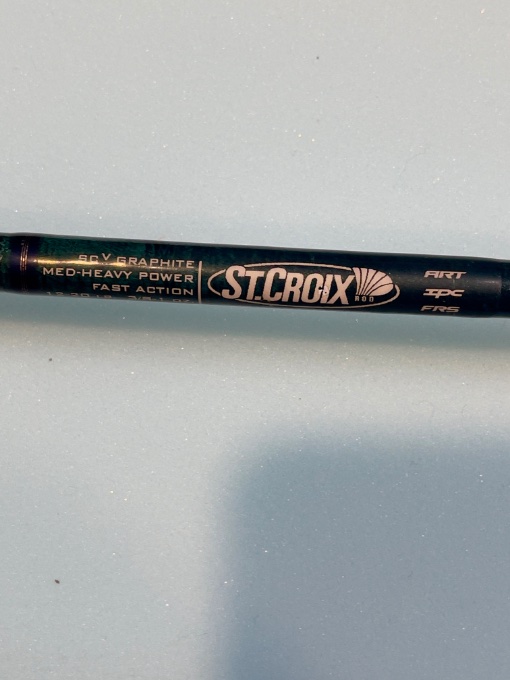 SCV GRAPHITE
MED-HEAVY POWER
FAST ACTION
ST.CROIX
ROD
ART
IPC
FRS